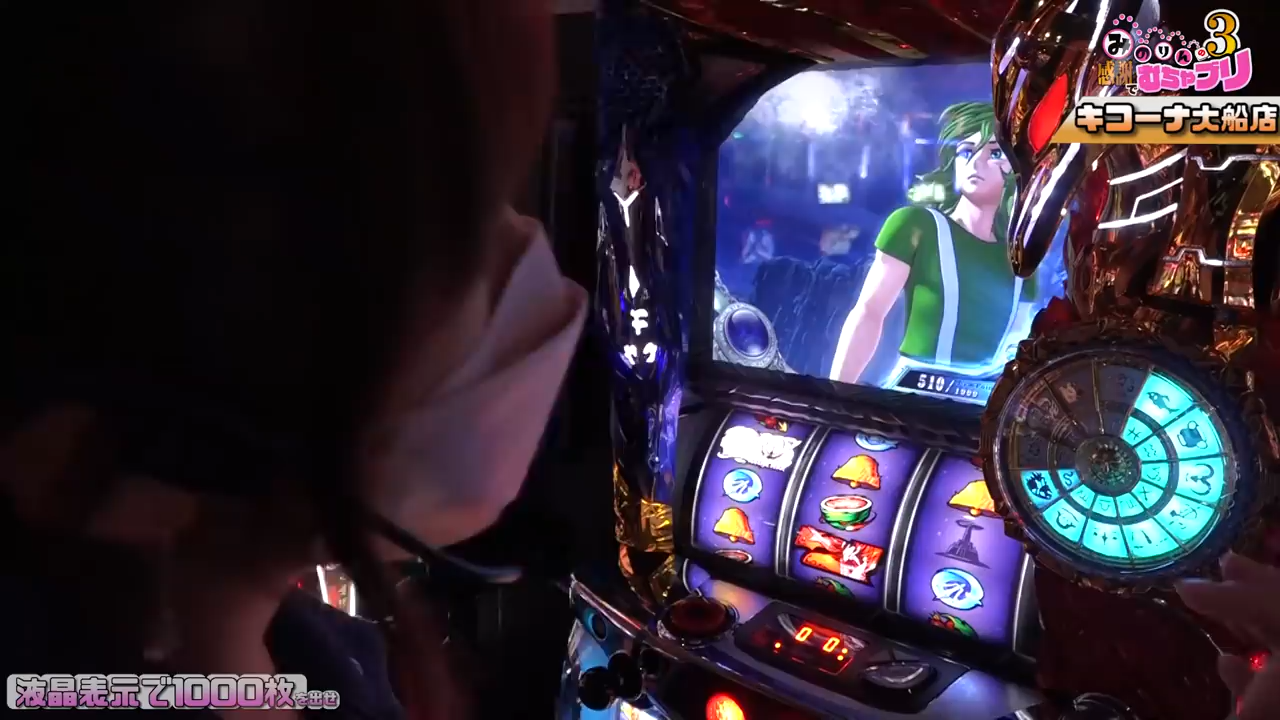 みのりんの3
感謝でむちゃブリ
キコーナ大船店
510/1000
00
液晶表示で1000枚を出せ